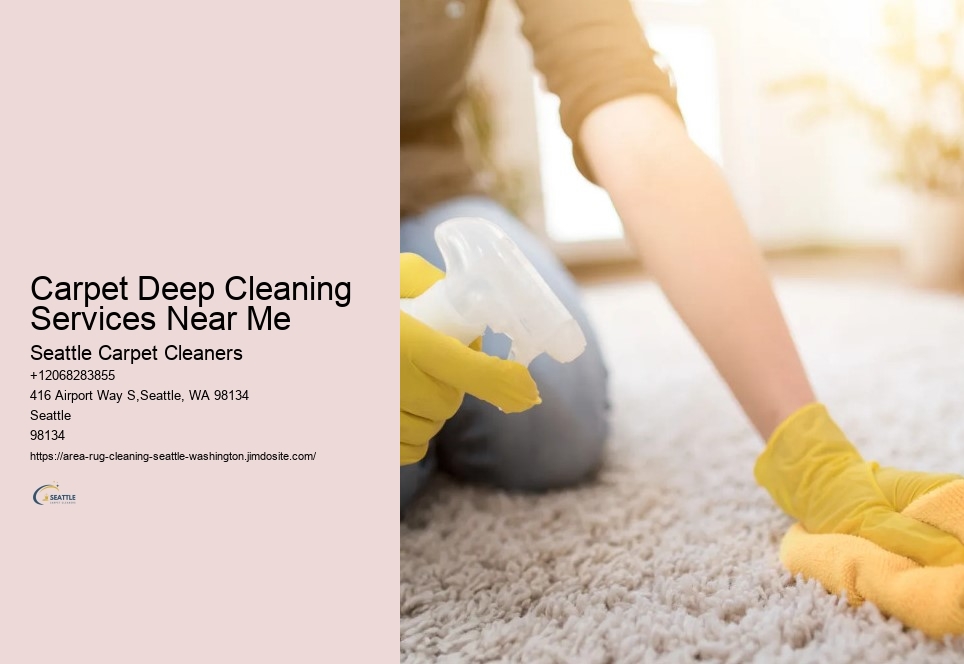 Carpet Deep Cleaning
Services Near Me
Seattle Carpet Cleaners
+12068283855
416 Airport Way S,Seattle, WA 98134
Seattle
98134
https://area-rug-cleaning-seattle-washington.jimdosite.com/
SEATTLE